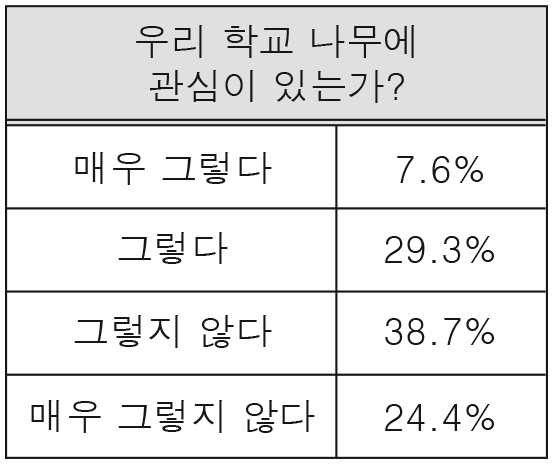 우리 학교 나무에
관심이 있는가?
매우 그렇다 7.6%
그렇다 29.3%
그렇지 않다 38.7%
매우 그렇지 않다 24.4%